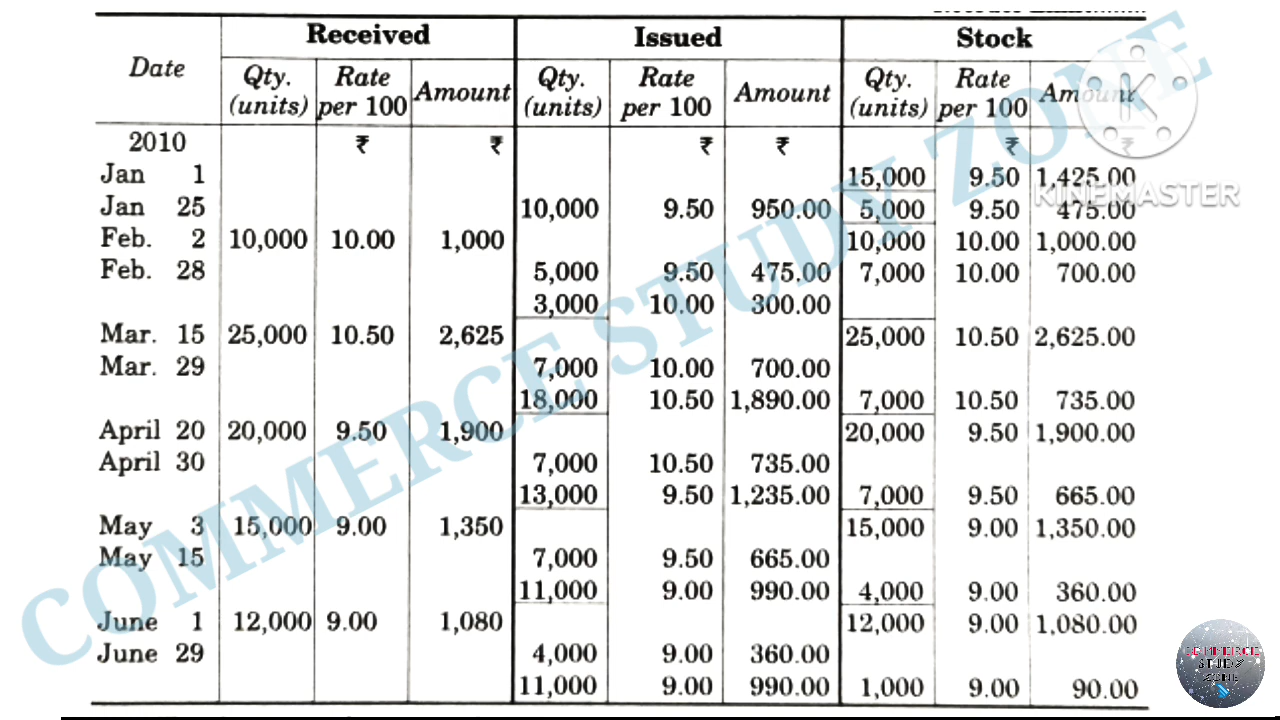 Received Issued Stock
Date Qty. (units) Rate per 100 Amount Qty. (units) Rate per 100 Amount Qty. (units) Rate per 100 Amount
2010 ₹ ₹ ₹ ₹ ₹ ₹
Jan 1 15,000 9.50 1,425.00
Jan 25 10,000 9.50 950.00 5,000 9.50 475.00
Feb. 2 10,000 10.00 1,000 10,000 10.00 1,000.00
Feb. 28 5,000 9.50 475.00 7,000 10.00 700.00
3,000 10.00 300.00
Mar. 15 25,000 10.50 2,625 25,000 10.50 2,625.00
Mar. 29 7,000 10.00 700.00
18,000 10.50 1,890.00 7,000 10.50 735.00
April 20 20,000 9.50 1,900 20,000 9.50 1,900.00
April 30 7,000 10.50 735.00
13,000 9.50 1,235.00 7,000 9.50 665.00
May 3 15,000 9.00 1,350 15,000 9.00 1,350.00
May 15 7,000 9.50 665.00
11,000 9.00 990.00 4,000 9.00 360.00
June 1 12,000 9.00 1,080 12,000 9.00 1,080.00
June 29 4,000 9.00 360.00
11,000 9.00 990.00 1,000 9.00 90.00
COMMERCE STUDY ZONE
K
KINEMASTER
COMMERCE
STUDY
ZONE